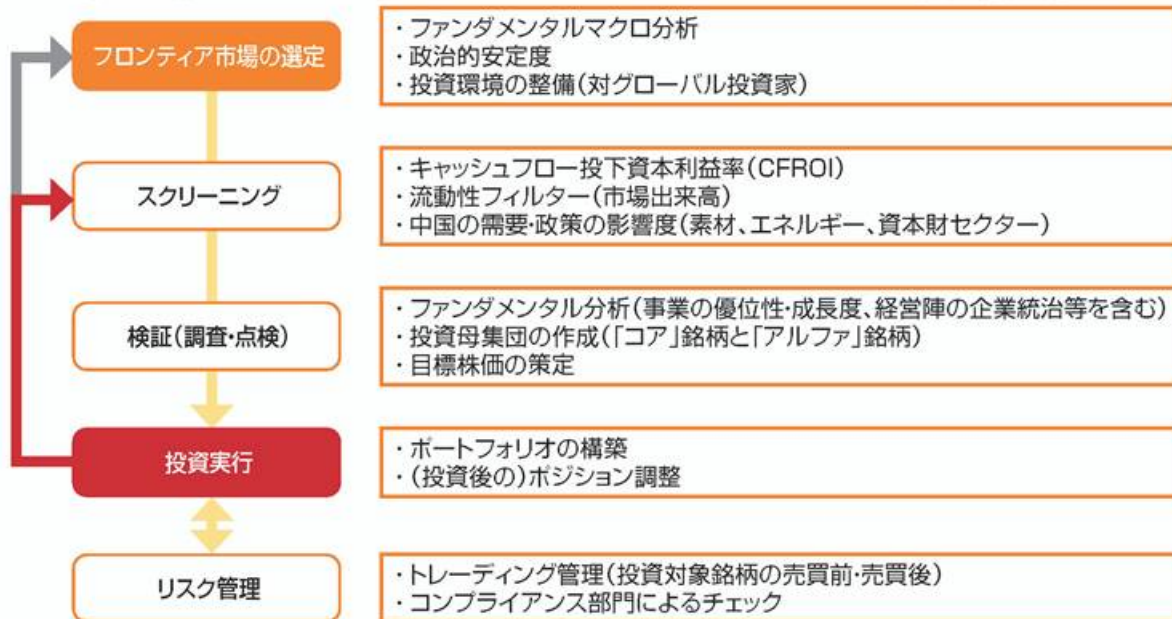 フロンティア市場の選定
・ファンダメンタルマクロ分析
・政治的安定度
・投資環境の整備(対グローバル投資家)
スクリーニング
・キャッシュフロー投下資本利益率(CFROI)
・流動性フィルター(市場出来高)
・中国の需要・政策の影響度(素材、エネルギー、資本財セクター)
検証(調査・点検)
・ファンダメンタル分析(事業の優位性・成長度、経営陣の企業統治等を含む)
・投資母集団の作成(「コア」銘柄と「アルファ」銘柄)
・目標株価の策定
投資実行
・ポートフォリオの構築
・(投資後の)ポジション調整
リスク管理
・トレーディング管理(投資対象銘柄の売買前・売買後)
・コンプライアンス部門によるチェック